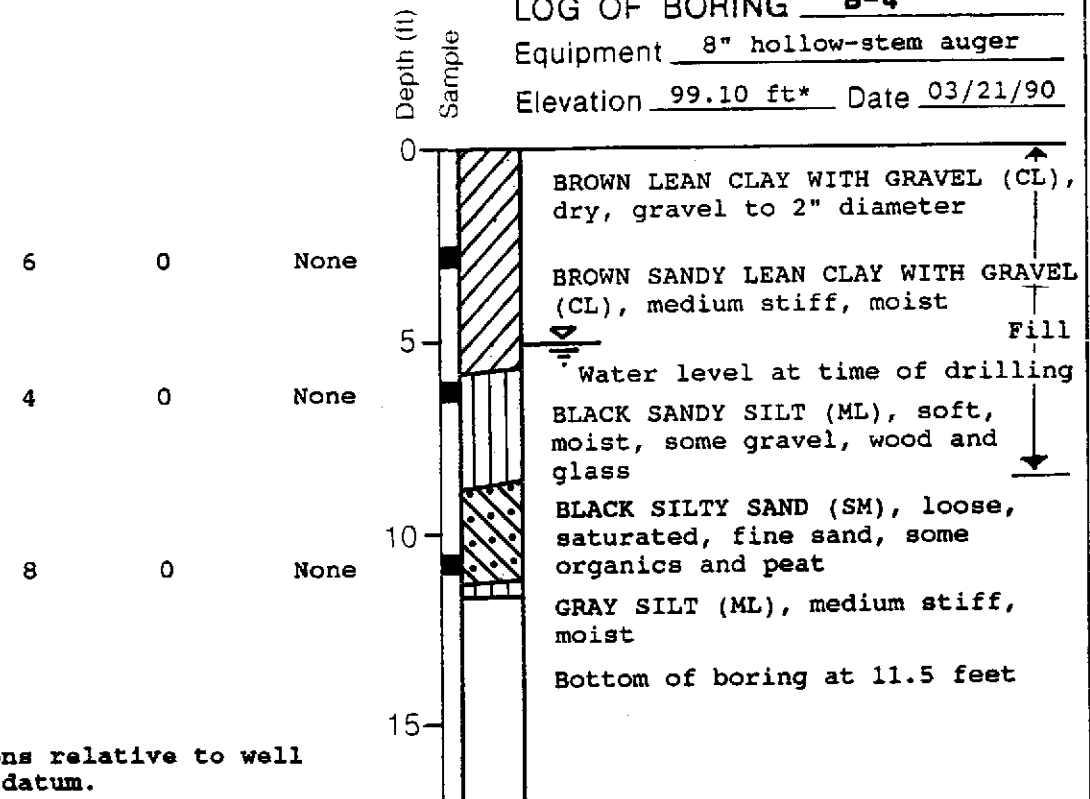 LOG OF BORING B-4
Equipment 8" hollow-stem auger
Elevation 99.10 ft* Date 03/21/90
Depth (ft)
Sample
0
BROWN LEAN CLAY WITH GRAVEL (CL),
dry, gravel to 2" diameter
6 0 None
BROWN SANDY LEAN CLAY WITH GRAVEL
(CL), medium stiff, moist
Fill
5
Water level at time of drilling
4 0 None
BLACK SANDY SILT (ML), soft,
moist, some gravel, wood and
glass
BLACK SILTY SAND (SM), loose,
10
saturated, fine sand, some
organics and peat
8 0 None
GRAY SILT (ML), medium stiff,
moist
Bottom of boring at 11.5 feet
15
relative to well
datum.